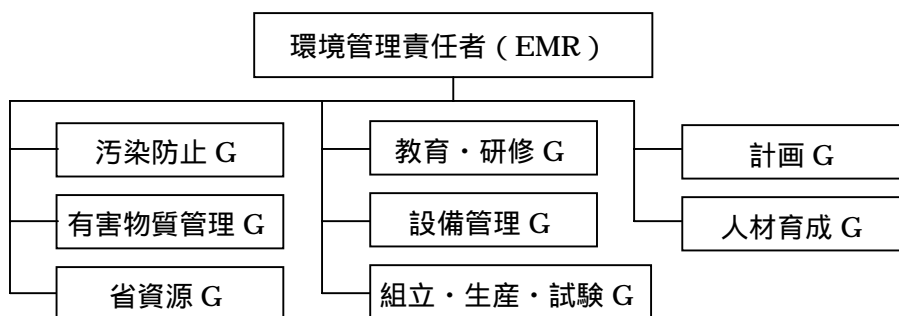 環境管理責任者（EMR）
汚染防止 G
有害物質管理 G
省資源 G
教育・研修 G
設備管理 G
組立・生産・試験 G
計画 G
人材育成 G